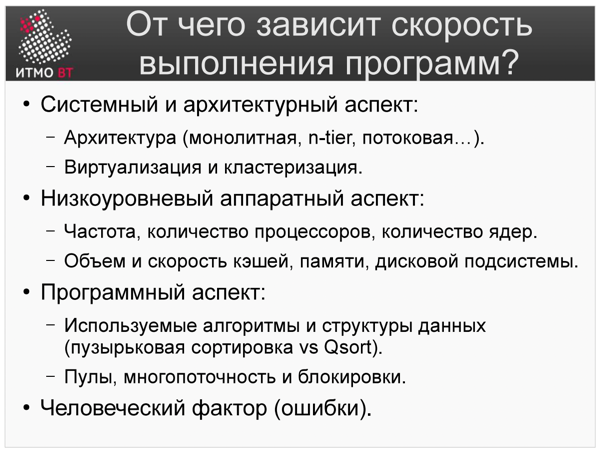 От чего зависит скорость
выполнения программ?
ИТМО ВТ
• Системный и архитектурный аспект:
– Архитектура (монолитная, n-tier, потоковая…).
– Виртуализация и кластеризация.
• Низкоуровневый аппаратный аспект:
– Частота, количество процессоров, количество ядер.
– Объем и скорость кэшей, памяти, дисковой подсистемы.
• Программный аспект:
– Используемые алгоритмы и структуры данных
(пузырьковая сортировка vs Qsort).
– Пулы, многопоточность и блокировки.
• Человеческий фактор (ошибки).